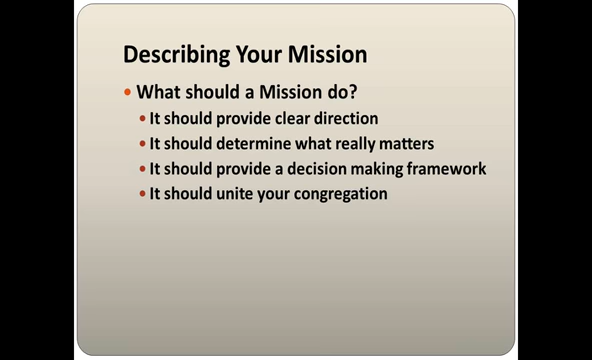 Describing Your Mission
• What should a Mission do?
• It should provide clear direction
• It should determine what really matters
• It should provide a decision making framework
• It should unite your congregation